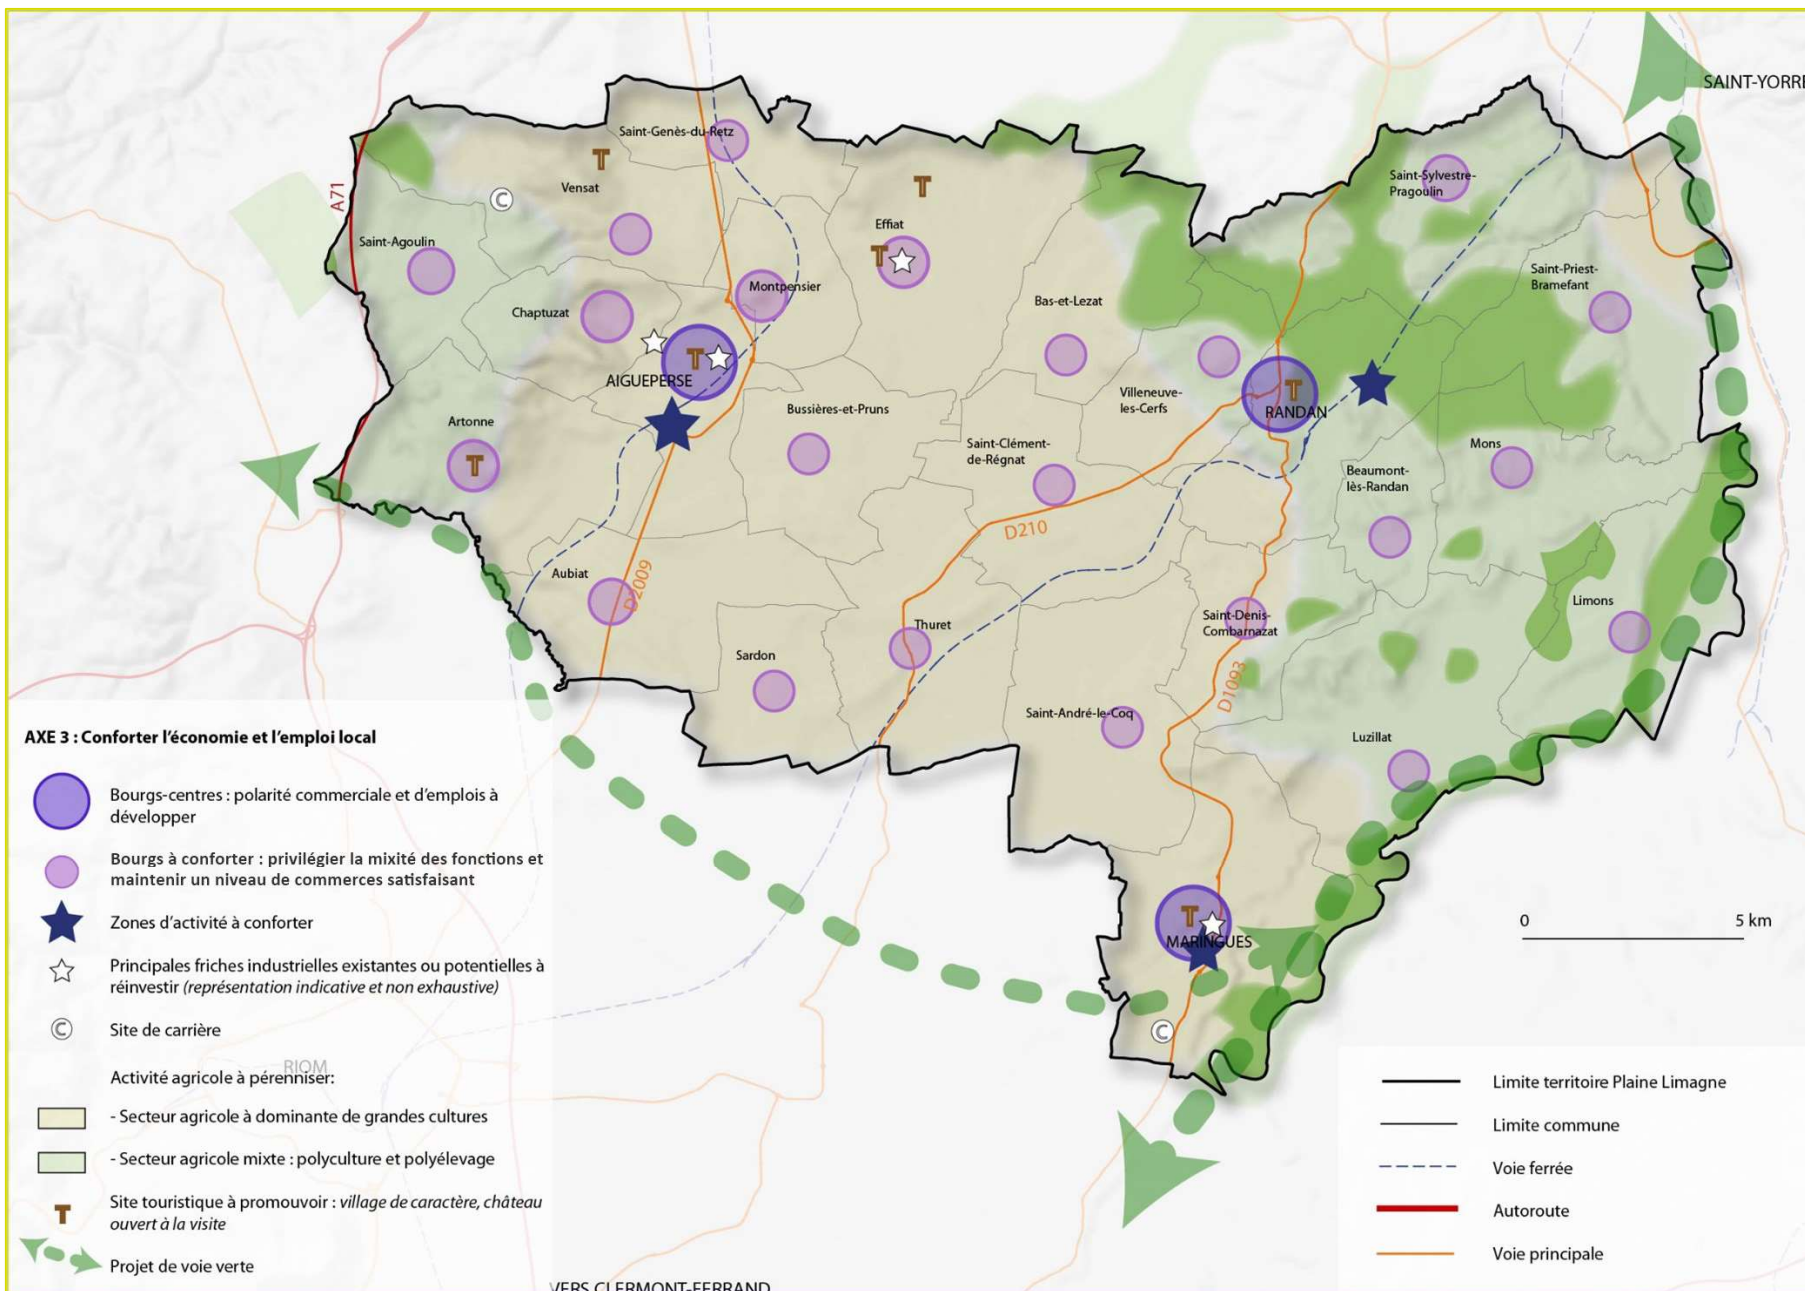 SAINT-YORRE
Saint-Genès-du-Retz
T
T
Vensat
Saint-Sylvestre-
Pragoulin
A71
C
Effiat
Saint-Agoulin
T
Saint-Priest-
Bramefant
Montpensier
Bas-et-Lezat
Chaptuzat
T
AIGUEPERSE
Villeneuve-
les-Cerfs
T
RANDAN
Bussières-et-Pruns
Artonne
Saint-Clément-
de-Régnat
Mons
T
Beaumont-
lès-Randan
D210
Aubiat
D2009
Limons
Saint-Denis-
Combarnazat
Thuret
Sardon
D1093
Saint-André-le-Coq
Luzillat
T
MARINGUES
C
0 5 km
AXE 3 : Conforter l'économie et l'emploi local
Bourgs-centres : polarité commerciale et d'emplois à
développer
Bourgs à conforter : privilégier la mixité des fonctions et
maintenir un niveau de commerces satisfaisant
Zones d'activité à conforter
Principales friches industrielles existantes ou potentielles à
réinvestir (représentation indicative et non exhaustive)
C Site de carrière
RIOM
Activité agricole à pérenniser:
- Secteur agricole à dominante de grandes cultures
- Secteur agricole mixte : polyculture et polyélevage
T Site touristique à promouvoir : village de caractère, château
ouvert à la visite
Projet de voie verte
VERS CLERMONT-FERRAND
Limite territoire Plaine Limagne
Limite commune
Voie ferrée
Autoroute
Voie principale